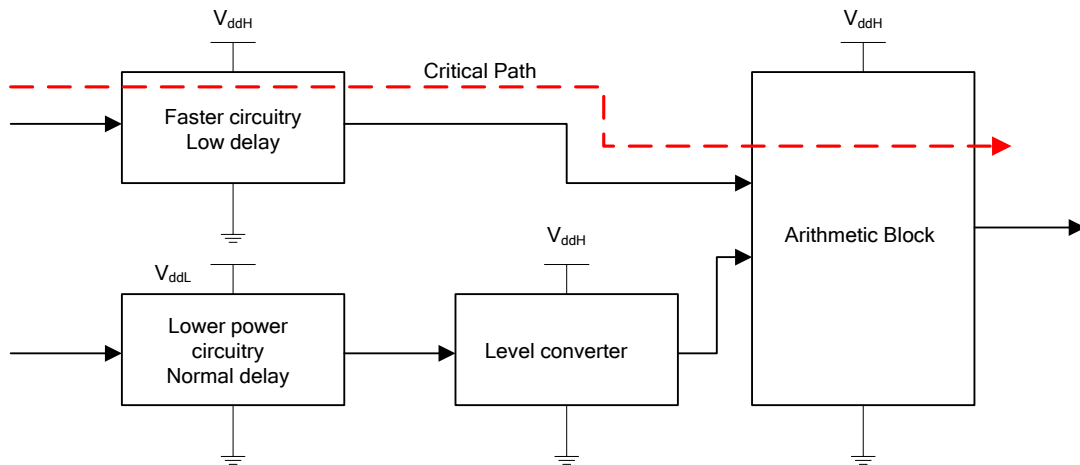 VddH
VddH
Critical Path
Faster circuitry
Low delay
Arithmetic Block
VddH
VddL
Lower power
circuitry
Normal delay
Level converter